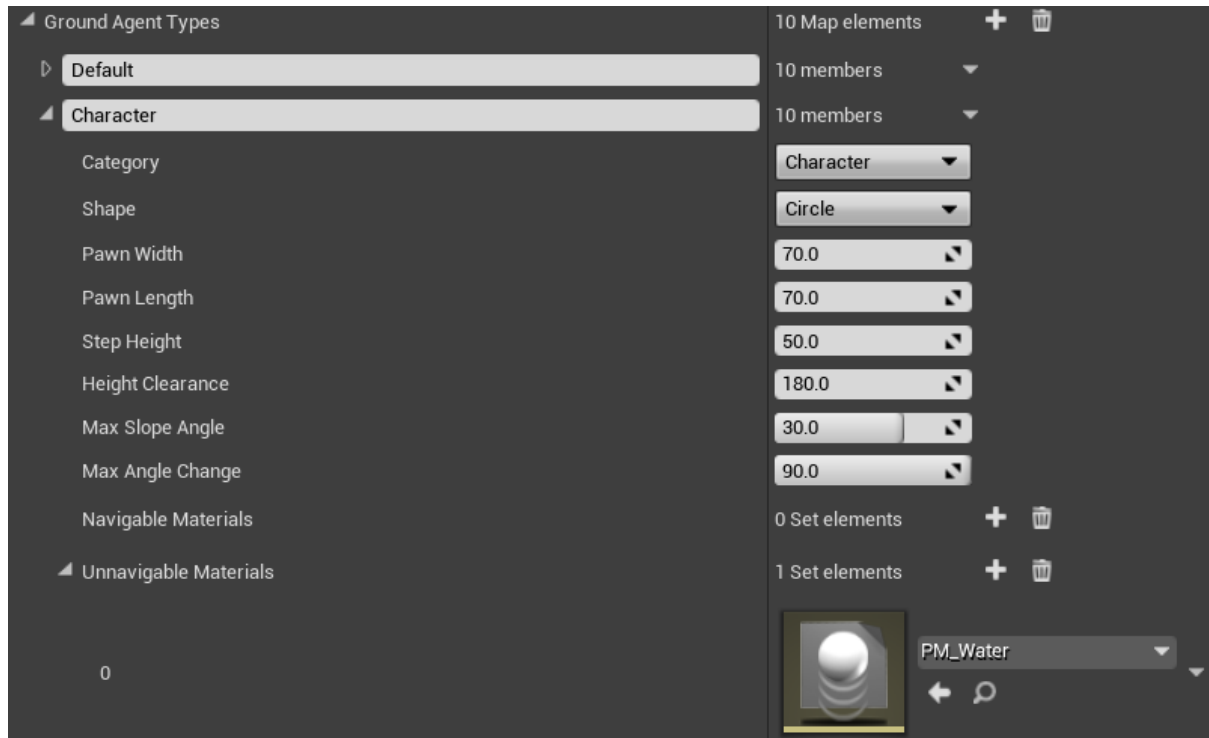 Ground Agent Types 10 Map elements
Default 10 members
Character 10 members
Category Character
Shape Circle
Pawn Width 70.0
Pawn Length 70.0
Step Height 50.0
Height Clearance 180.0
Max Slope Angle 30.0
Max Angle Change 90.0
Navigable Materials 0 Set elements
Unnavigable Materials 1 Set elements
0 PM_Water